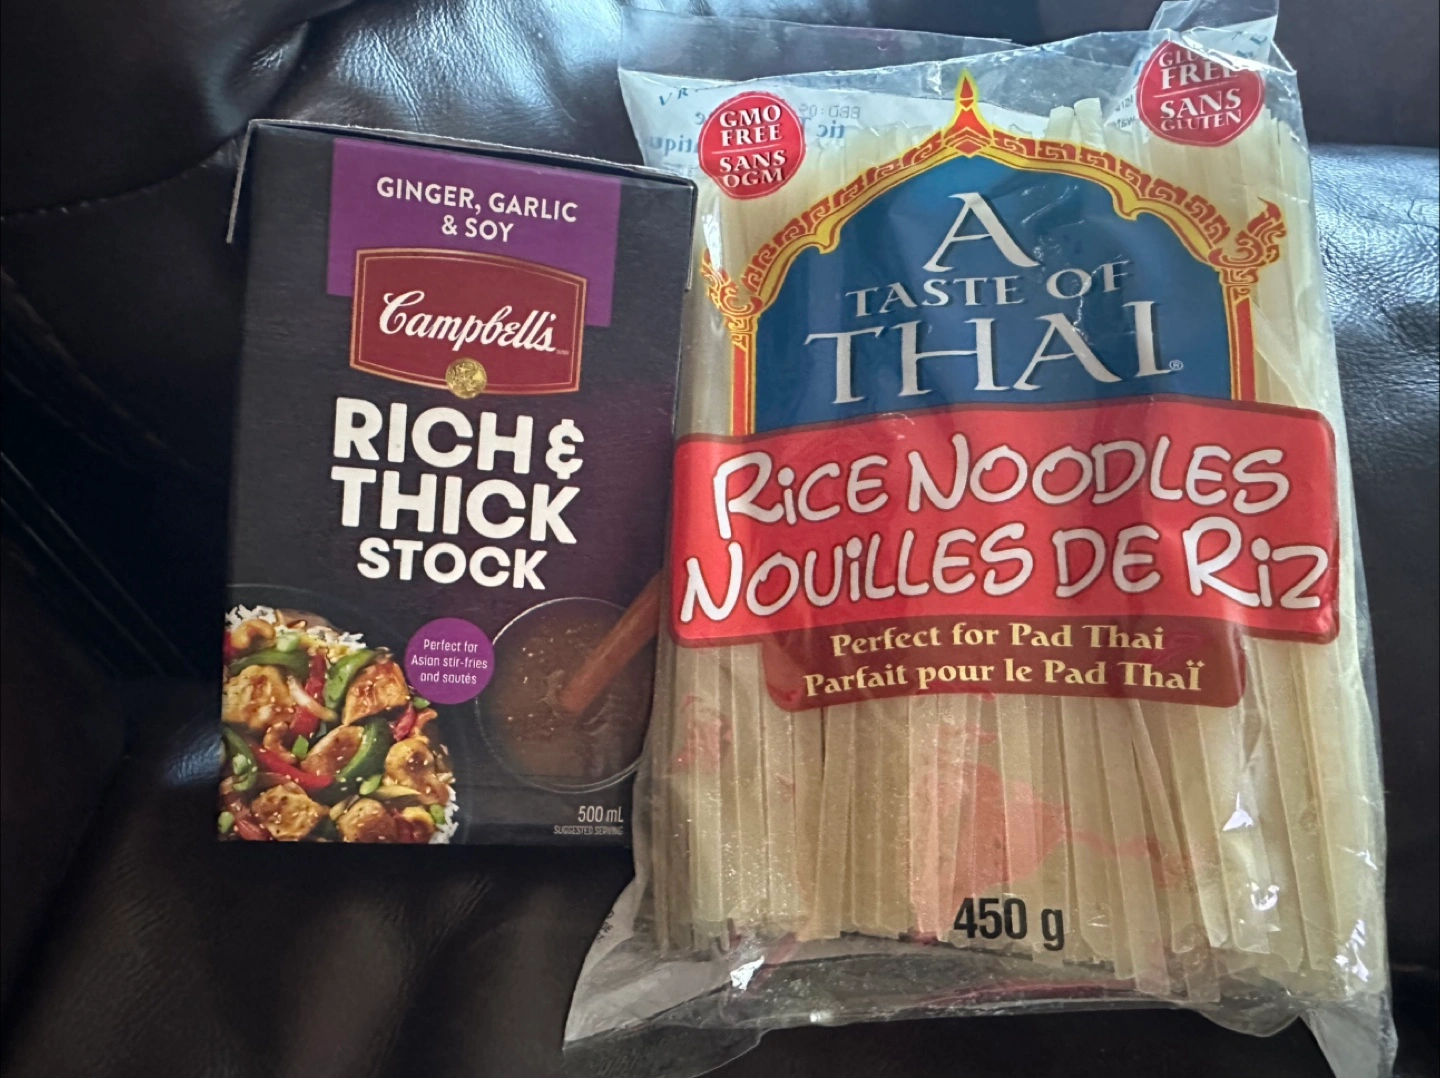 GINGER, GARLIC
& SOY
Campbell's
RICH &
THICK
STOCK
Perfect for
Asian stir-fries
and sautés
500 mL
SUGGESTED SERVING
GMO
FREE
SANS
OGM
FREE
SANS
GLUTEN
A
TASTE OF
THAI®
RICE NOODLES
NOUILLES DE RIZ
Perfect for Pad Thai
Parfait pour le Pad Thaï
450 g